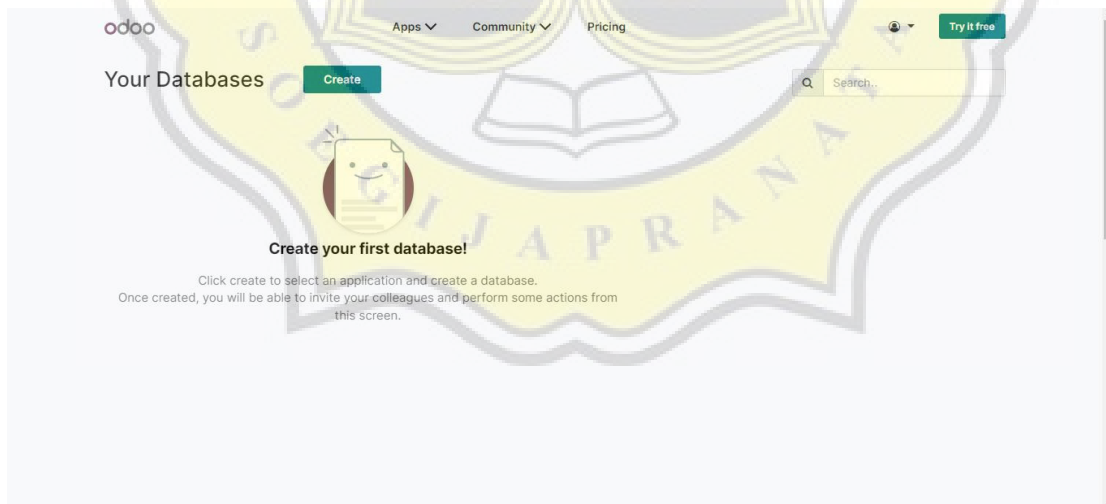 odoo Apps Community Pricing Try it free
Your Databases Create Search..
Create your first database!
Click create to select an application and create a database.
Once created, you will be able to invite your colleagues and perform some actions from
this screen.
SOEGIJAPRANATA